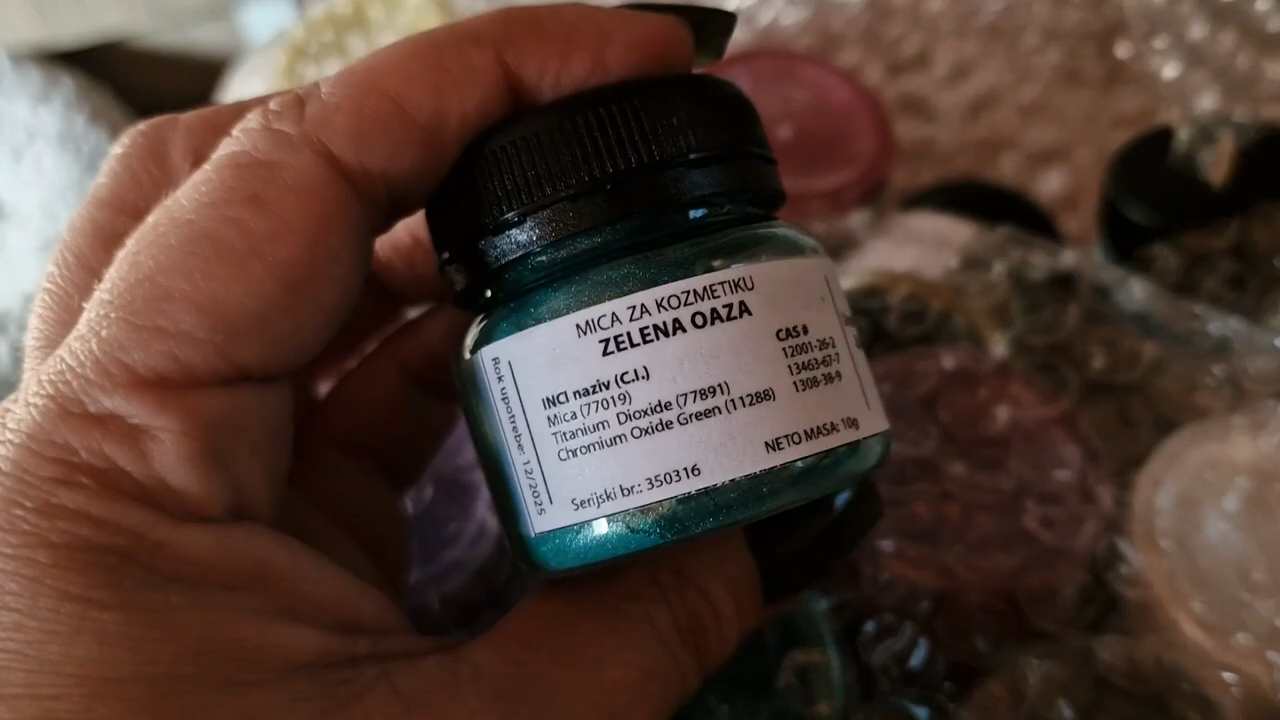 MICA ZA KOZMETIKU
ZELENA OAZA
INCI naziv (C.I.)
CAS #
Mica (77019)
12001-26-2
Titanium Dioxide (77891)
13463-67-7
Chromium Oxide Green (11288)
1308-38-9
Serijski br.: 350316
NETO MASA: 10g
Rok upotrebe: 12/2025